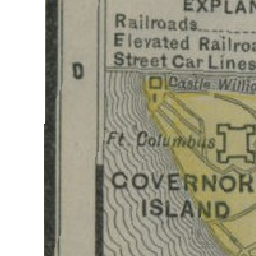 EXPLAN
Railroads
Elevated Railroa
Street Car Lines
D
Castle Willia
Ft. Columbus
GOVERNOR
ISLAND